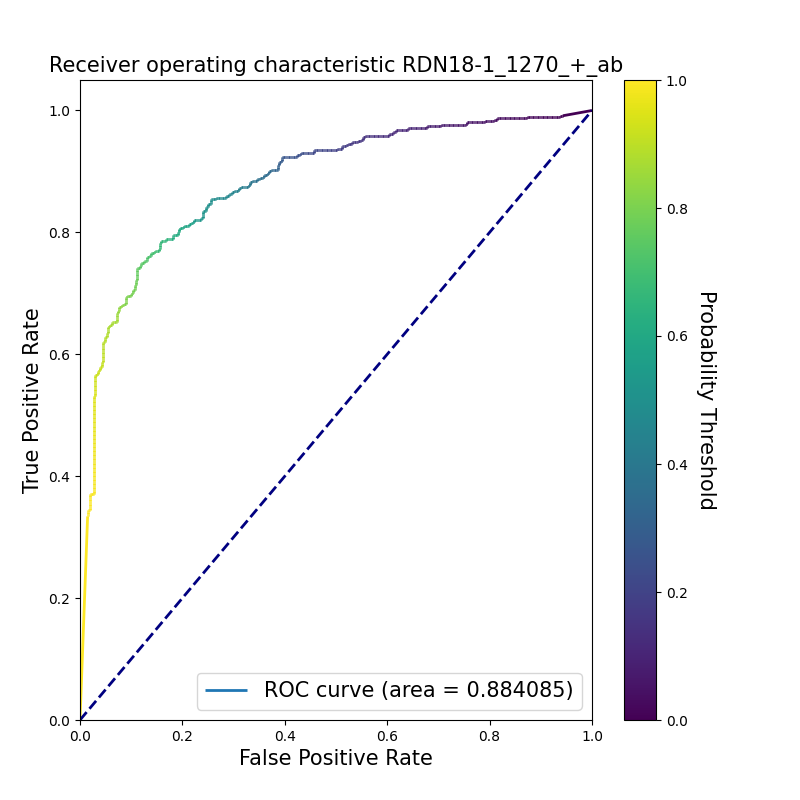 Receiver operating characteristic RDN18-1_1270_+_ab
1.0
0.8
0.6
0.4
0.2
0.0
True Positive Rate
0.0 0.2 0.4 0.6 0.8 1.0
False Positive Rate
ROC curve (area = 0.884085)
1.0
0.8
0.6
0.4
0.2
0.0
Probability Threshold